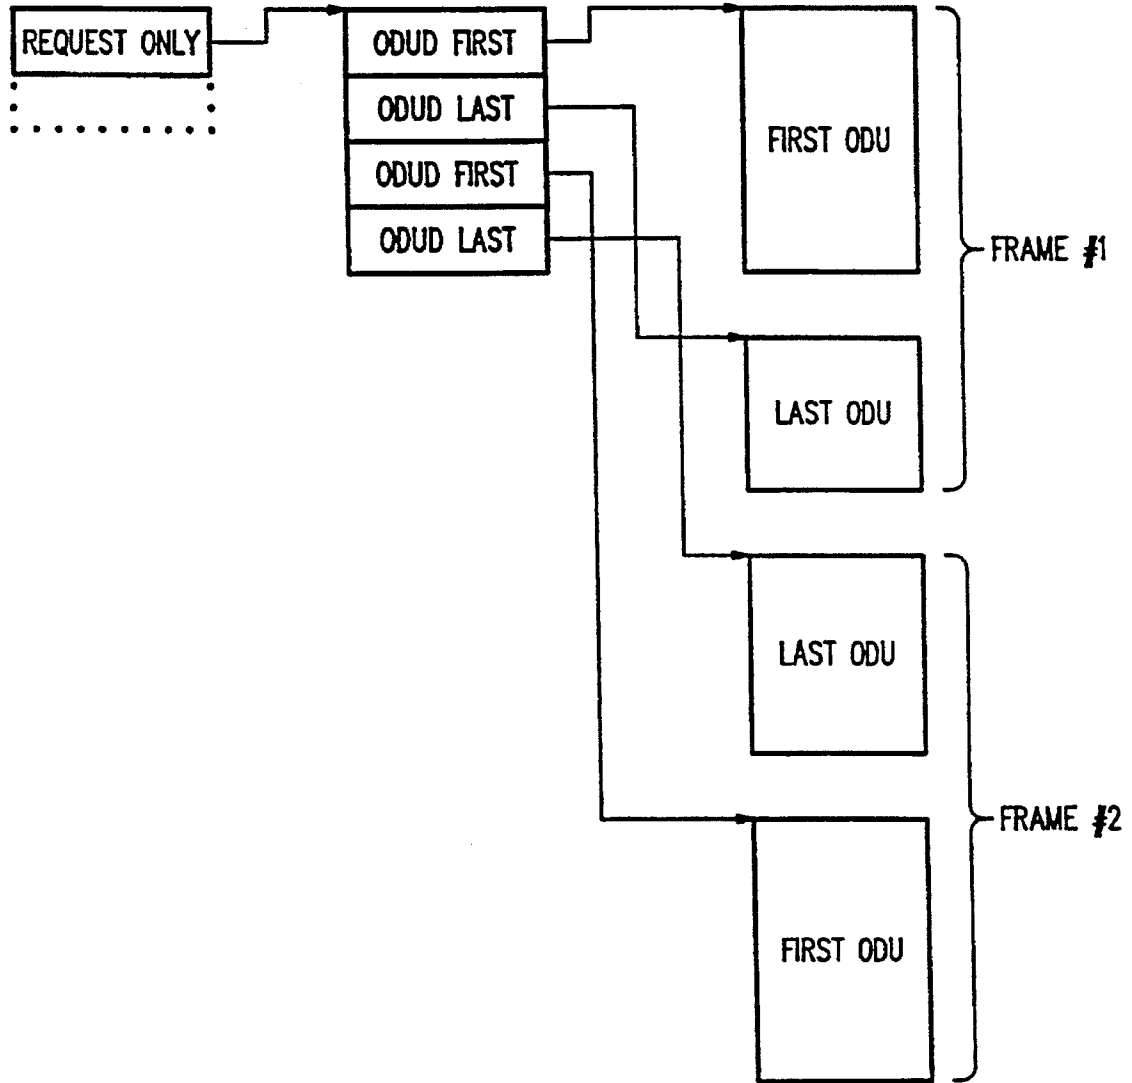 REQUEST ONLY
ODUD FIRST
ODUD LAST
ODUD FIRST
ODUD LAST
FIRST ODU
LAST ODU
FRAME #1
LAST ODU
FIRST ODU
FRAME #2